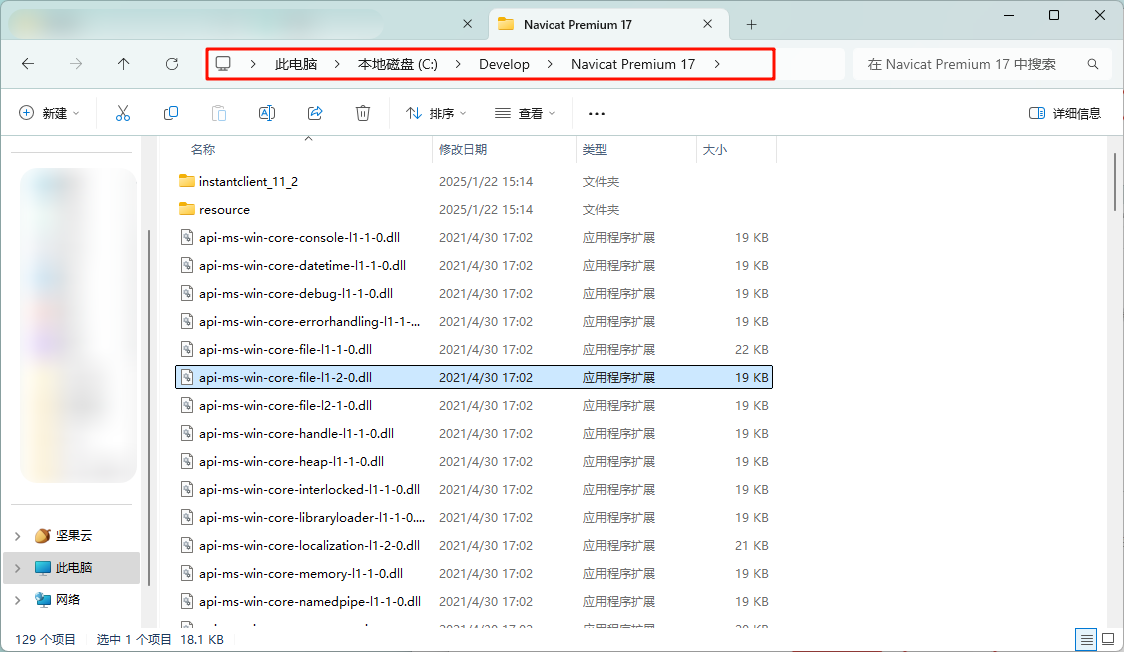 Navicat Premium 17
此电脑 本地磁盘 (C:) Develop Navicat Premium 17 在 Navicat Premium 17 中搜索
新建 排序 查看 ... 详细信息
名称 修改日期 类型 大小
instantclient_11_2 2025/1/22 15:14 文件夹
resource 2025/1/22 15:14 文件夹
api-ms-win-core-console-l1-1-0.dll 2021/4/30 17:02 应用程序扩展 19 KB
api-ms-win-core-datetime-l1-1-0.dll 2021/4/30 17:02 应用程序扩展 19 KB
api-ms-win-core-debug-l1-1-0.dll 2021/4/30 17:02 应用程序扩展 19 KB
api-ms-win-core-errorhandling-l1-1-... 2021/4/30 17:02 应用程序扩展 19 KB
api-ms-win-core-file-l1-1-0.dll 2021/4/30 17:02 应用程序扩展 22 KB
api-ms-win-core-file-l1-2-0.dll 2021/4/30 17:02 应用程序扩展 19 KB
api-ms-win-core-file-l2-1-0.dll 2021/4/30 17:02 应用程序扩展 19 KB
api-ms-win-core-handle-l1-1-0.dll 2021/4/30 17:02 应用程序扩展 19 KB
api-ms-win-core-heap-l1-1-0.dll 2021/4/30 17:02 应用程序扩展 19 KB
api-ms-win-core-interlocked-l1-1-0.dll 2021/4/30 17:02 应用程序扩展 19 KB
api-ms-win-core-libraryloader-l1-1-0.... 2021/4/30 17:02 应用程序扩展 19 KB
坚果云
api-ms-win-core-localization-l1-2-0.dll 2021/4/30 17:02 应用程序扩展 21 KB
此电脑
api-ms-win-core-memory-l1-1-0.dll 2021/4/30 17:02 应用程序扩展 19 KB
网络
api-ms-win-core-namedpipe-l1-1-0.dll 2021/4/30 17:02 应用程序扩展 19 KB
129 个项目 选中 1 个项目 18.1 KB